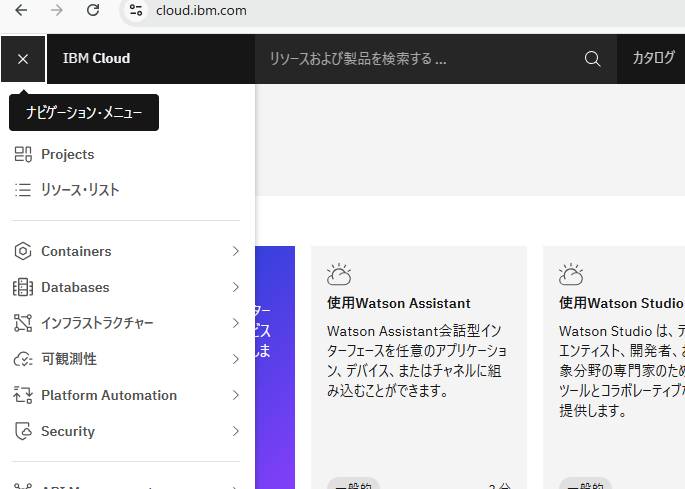 cloud.ibm.com
IBM Cloud
リソースおよび製品を検索する ...
カタログ
ナビゲーション・メニュー
Projects
リソース・リスト
Containers
Databases
インフラストラクチャー
可観測性
Platform Automation
Security
使用Watson Assistant
Watson Assistant会話型イン
ターフェースを任意のアプリケーショ
ン、デバイス、またはチャネルに組
み込むことができます。
使用Watson Studio
Watson Studio は、デ
エンティスト、開発者、お
象分野の専門家のため
ツールとコラボレーティブな
提供します。
一般的
2 分
一般的